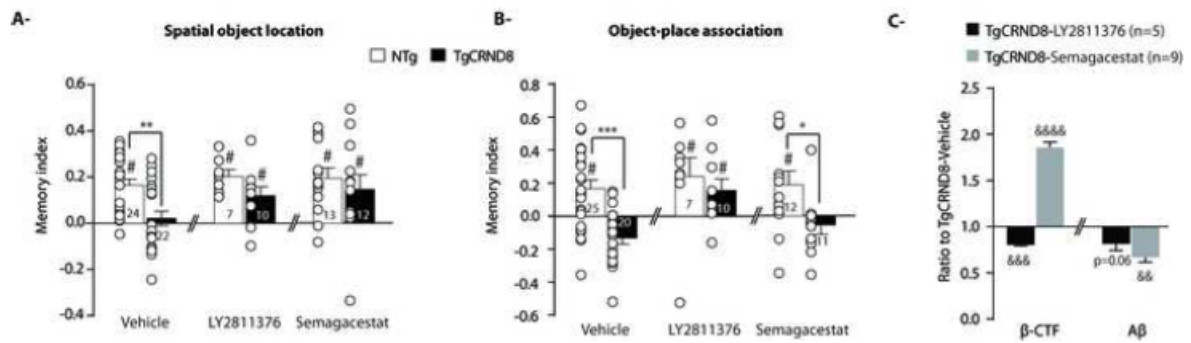 A-
Spatial object location
B-
Object-place association
C-
TgCRND8-LY2811376 (n=5)
TgCRND8-Semagacestat (n=9)
NTg
TgCRND8
Memory index
0.6
0.4
0.2
0.0
-0.2
-0.4
**
#
24
22
#
7
#
10
#
13
#
12
Vehicle
LY2811376
Semagacestat
Memory index
0.8
0.6
0.4
0.2
0.0
-0.2
-0.4
-0.6
***
#
25
20
#
7
#
10
*
#
12
11
Vehicle
LY2811376
Semagacestat
Ratio to TgCRND8-Vehicle
2.5
2.0
1.5
1.0
0.5
0.0
&&&&
&&&
p=0.06
&&
β-CTF
Aβ